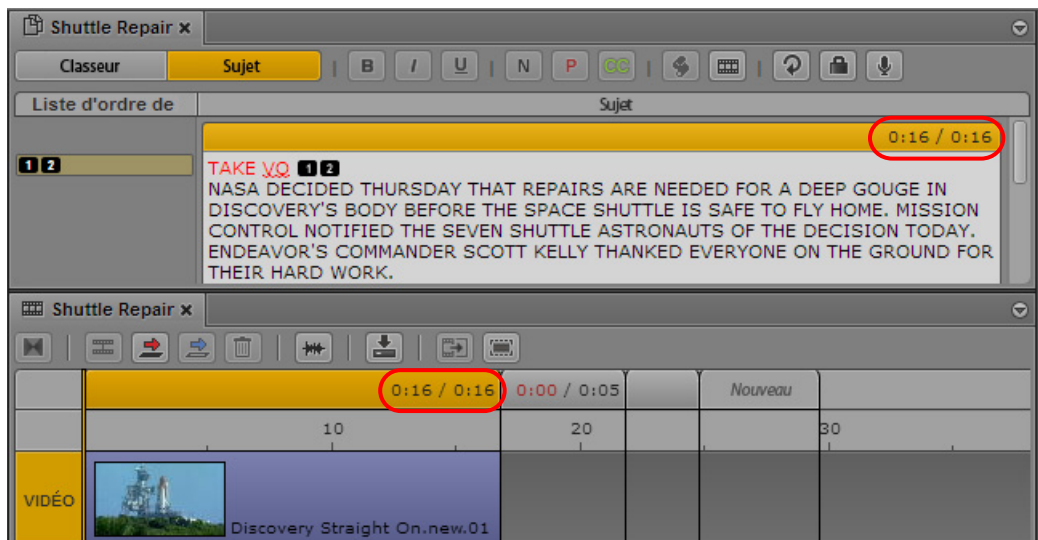 Shuttle Repair ×
Classeur Sujet | B I U | N P CC | |
Liste d'ordre de Sujet
0:16 / 0:16
1 2 TAKE VO 1 2
NASA DECIDED THURSDAY THAT REPAIRS ARE NEEDED FOR A DEEP GOUGE IN
DISCOVERY'S BODY BEFORE THE SPACE SHUTTLE IS SAFE TO FLY HOME. MISSION
CONTROL NOTIFIED THE SEVEN SHUTTLE ASTRONAUTS OF THE DECISION TODAY.
ENDEAVOR'S COMMANDER SCOTT KELLY THANKED EVERYONE ON THE GROUND FOR
THEIR HARD WORK.
Shuttle Repair ×
0:16 / 0:16 0:00 / 0:05 Nouveau
10 20 30
VIDÉO
Discovery Straight On.new.01